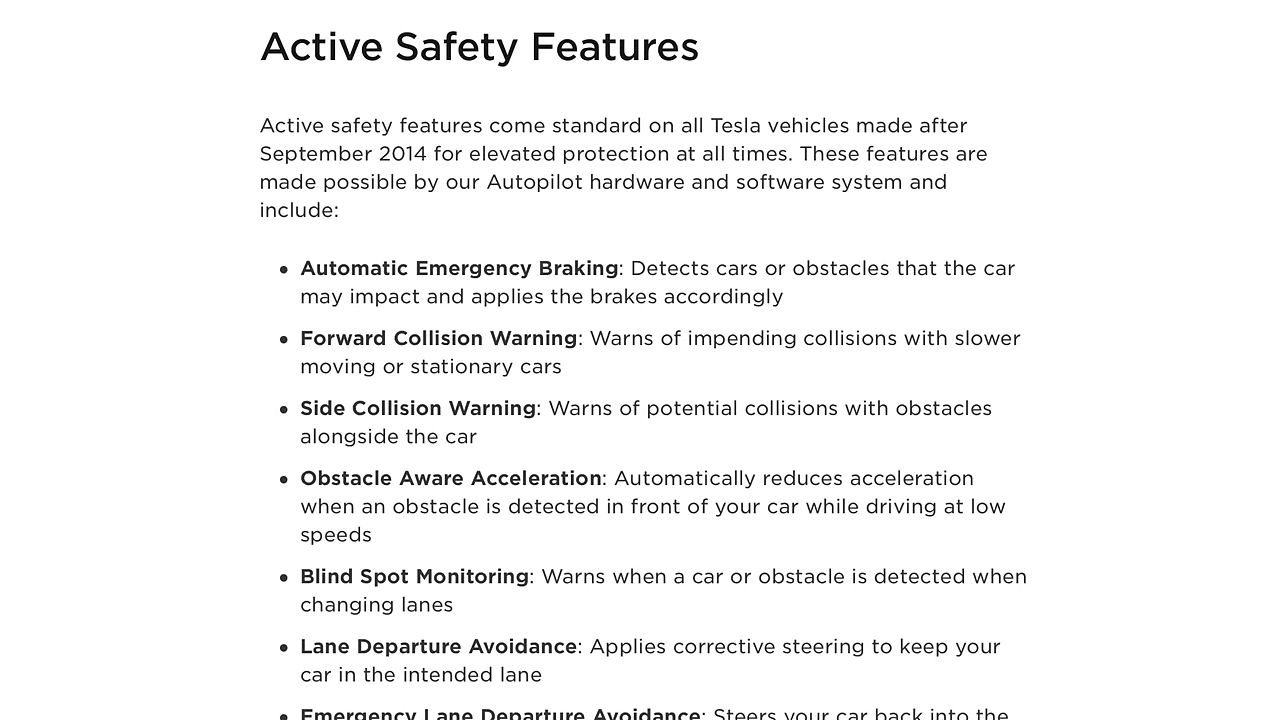 Active Safety Features
Active safety features come standard on all Tesla vehicles made after
September 2014 for elevated protection at all times. These features are
made possible by our Autopilot hardware and software system and
include:
• Automatic Emergency Braking: Detects cars or obstacles that the car
may impact and applies the brakes accordingly
• Forward Collision Warning: Warns of impending collisions with slower
moving or stationary cars
• Side Collision Warning: Warns of potential collisions with obstacles
alongside the car
• Obstacle Aware Acceleration: Automatically reduces acceleration
when an obstacle is detected in front of your car while driving at low
speeds
• Blind Spot Monitoring: Warns when a car or obstacle is detected when
changing lanes
• Lane Departure Avoidance: Applies corrective steering to keep your
car in the intended lane
• Emergency Lane Departure Avoidance: Steers your car back into the